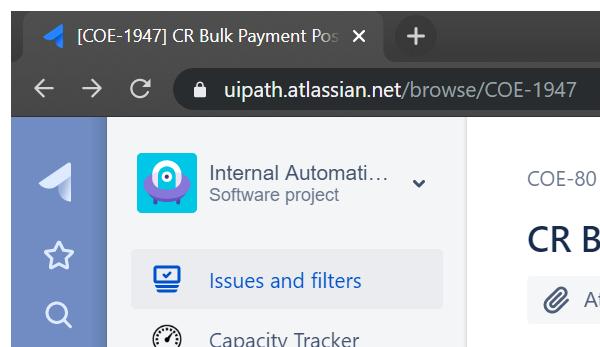 [COE-1947] CR Bulk Payment Pos
uipath.atlassian.net/browse/COE-1947
Internal Automati...
Software project
COE-80
CR B
Issues and filters
At
Capacity Tracker